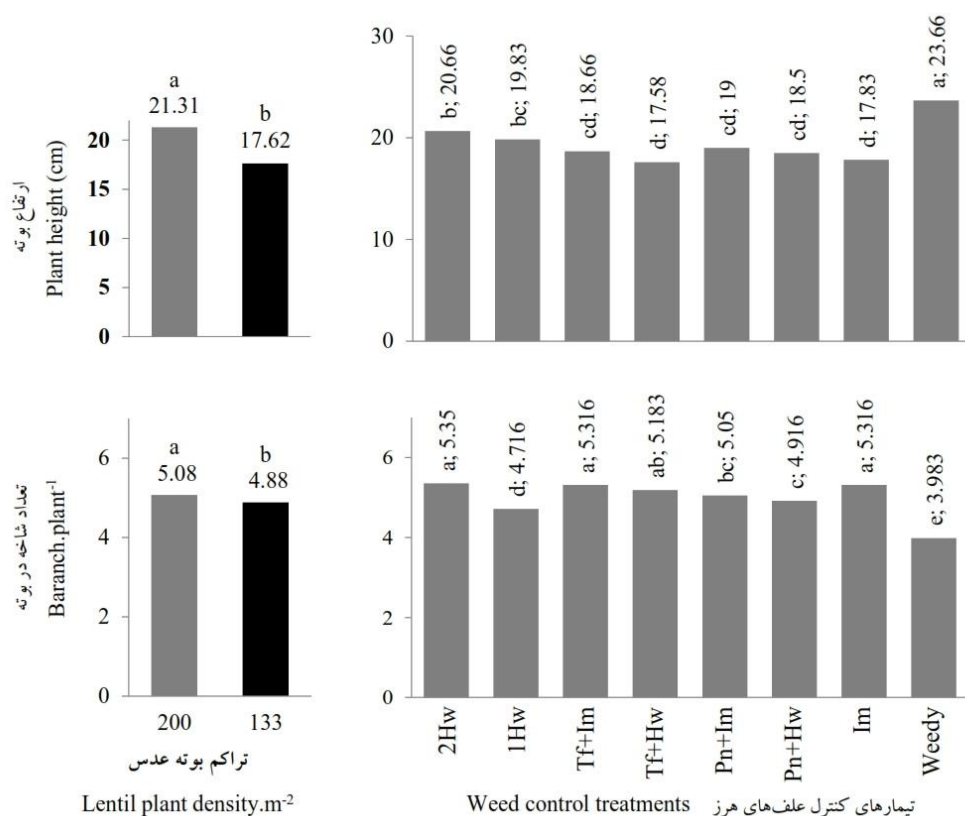 ارتفاع بوته
Plant height (cm)
20
15
10
5
0
a
21.31
b
17.62
30
20
10
0
b; 20.66
bc; 19.83
cd; 18.66
d; 17.58
cd; 19
cd; 18.5
d; 17.83
a; 23.66
تعداد شاخه در بوته
Baranch.plant-1
6
4
2
0
a
5.08
b
4.88
200
133
تراکم بوته عدس
Lentil plant density.m-2
6
4
2
0
a; 5.35
d; 4.716
a; 5.316
ab; 5.183
bc; 5.05
c; 4.916
a; 5.316
e; 3.983
2Hw
1Hw
Tf+Im
Tf+Hw
Pn+Im
Pn+Hw
Im
Weedy
Weed control treatments تیمارهای کنترل علف‌های هرز